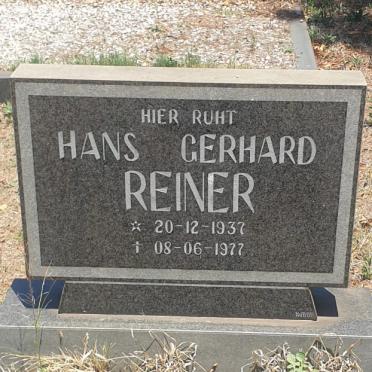 HIER RUHT
HANS GERHARD
REINER
* 20-12-1937
† 08-06-1977